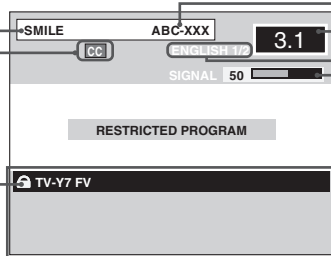 SMILE ABC-XXX
3.1
CC ENGLISH 1/2
SIGNAL 50
RESTRICTED PROGRAM
TV-Y7 FV